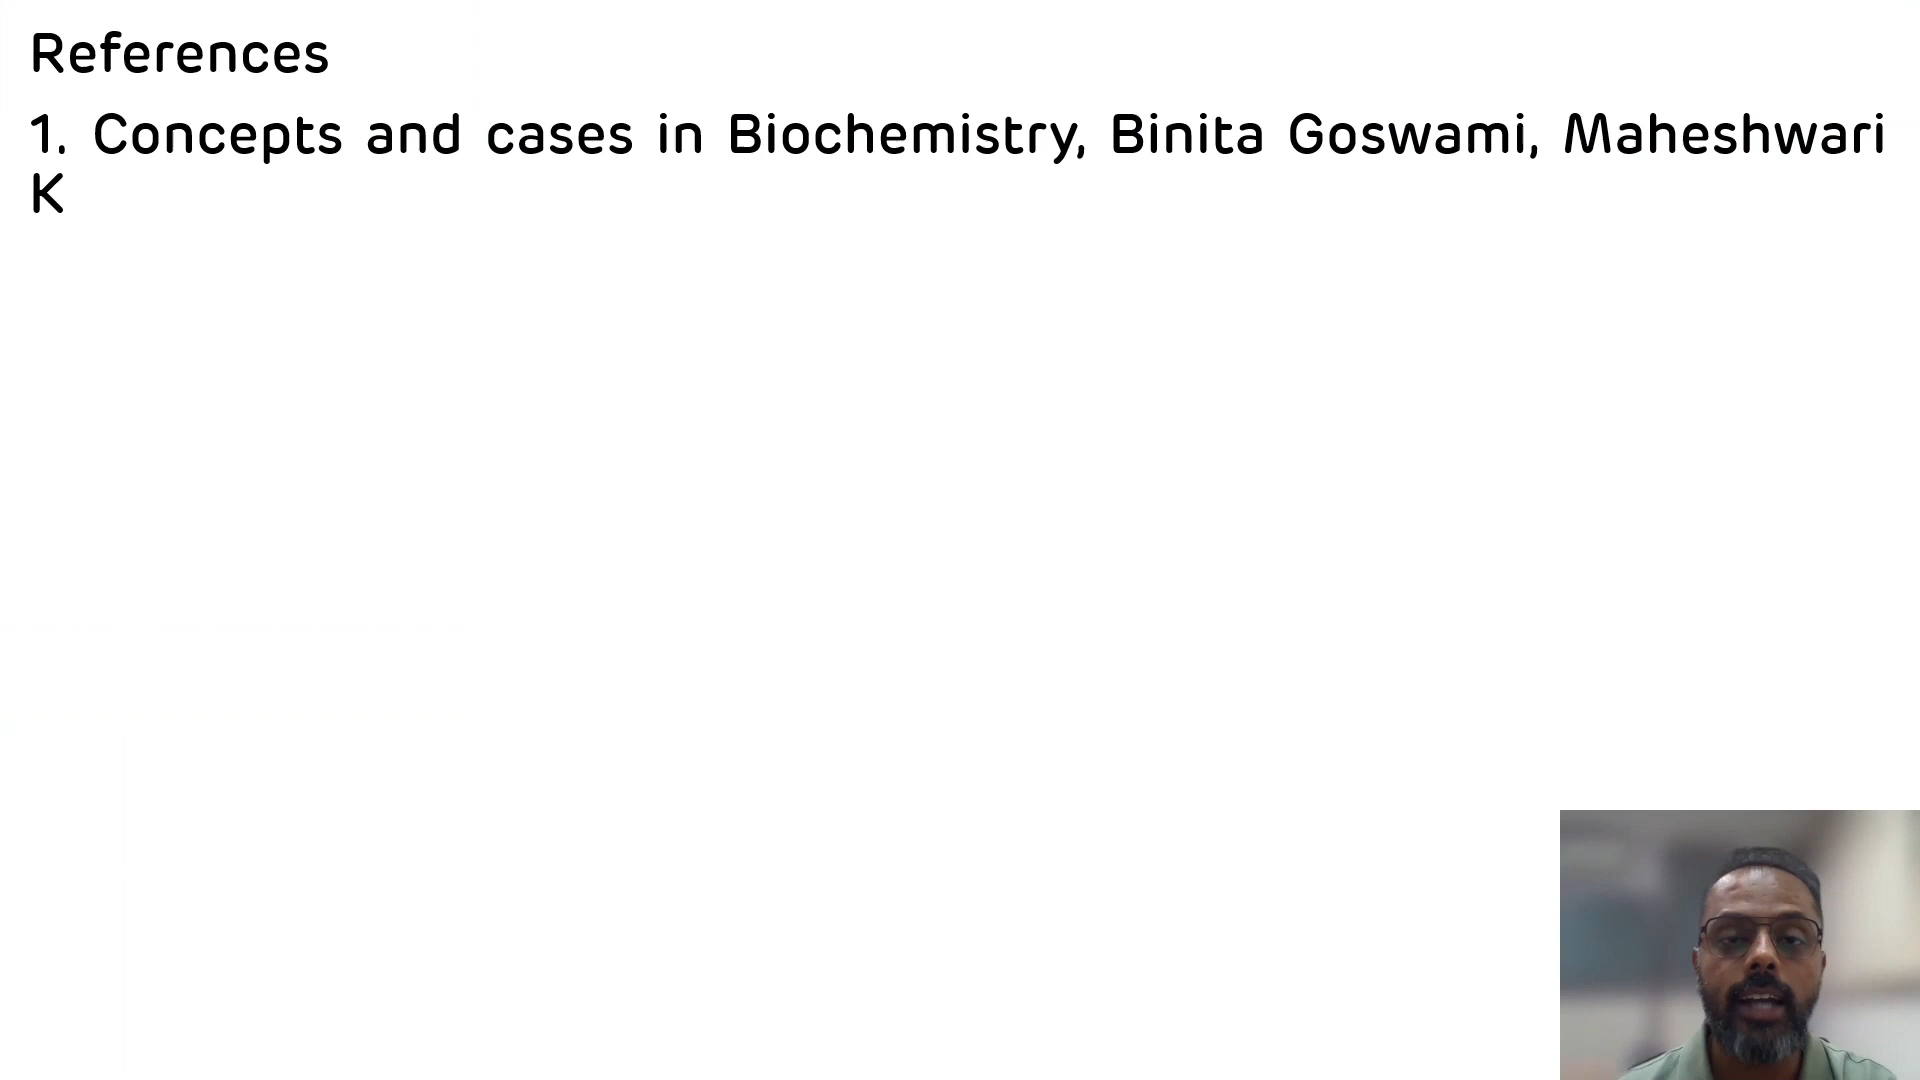 References
1. Concepts and cases in Biochemistry, Binita Goswami, Maheshwari
K